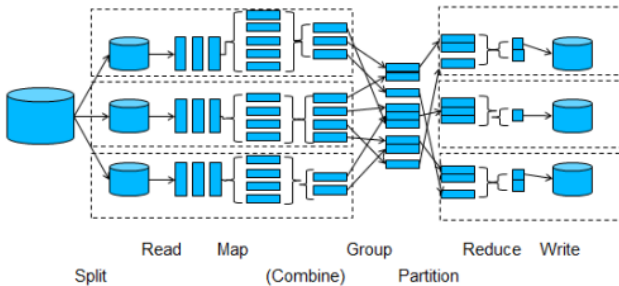 Read Map Group Reduce Write
Split (Combine) Partition